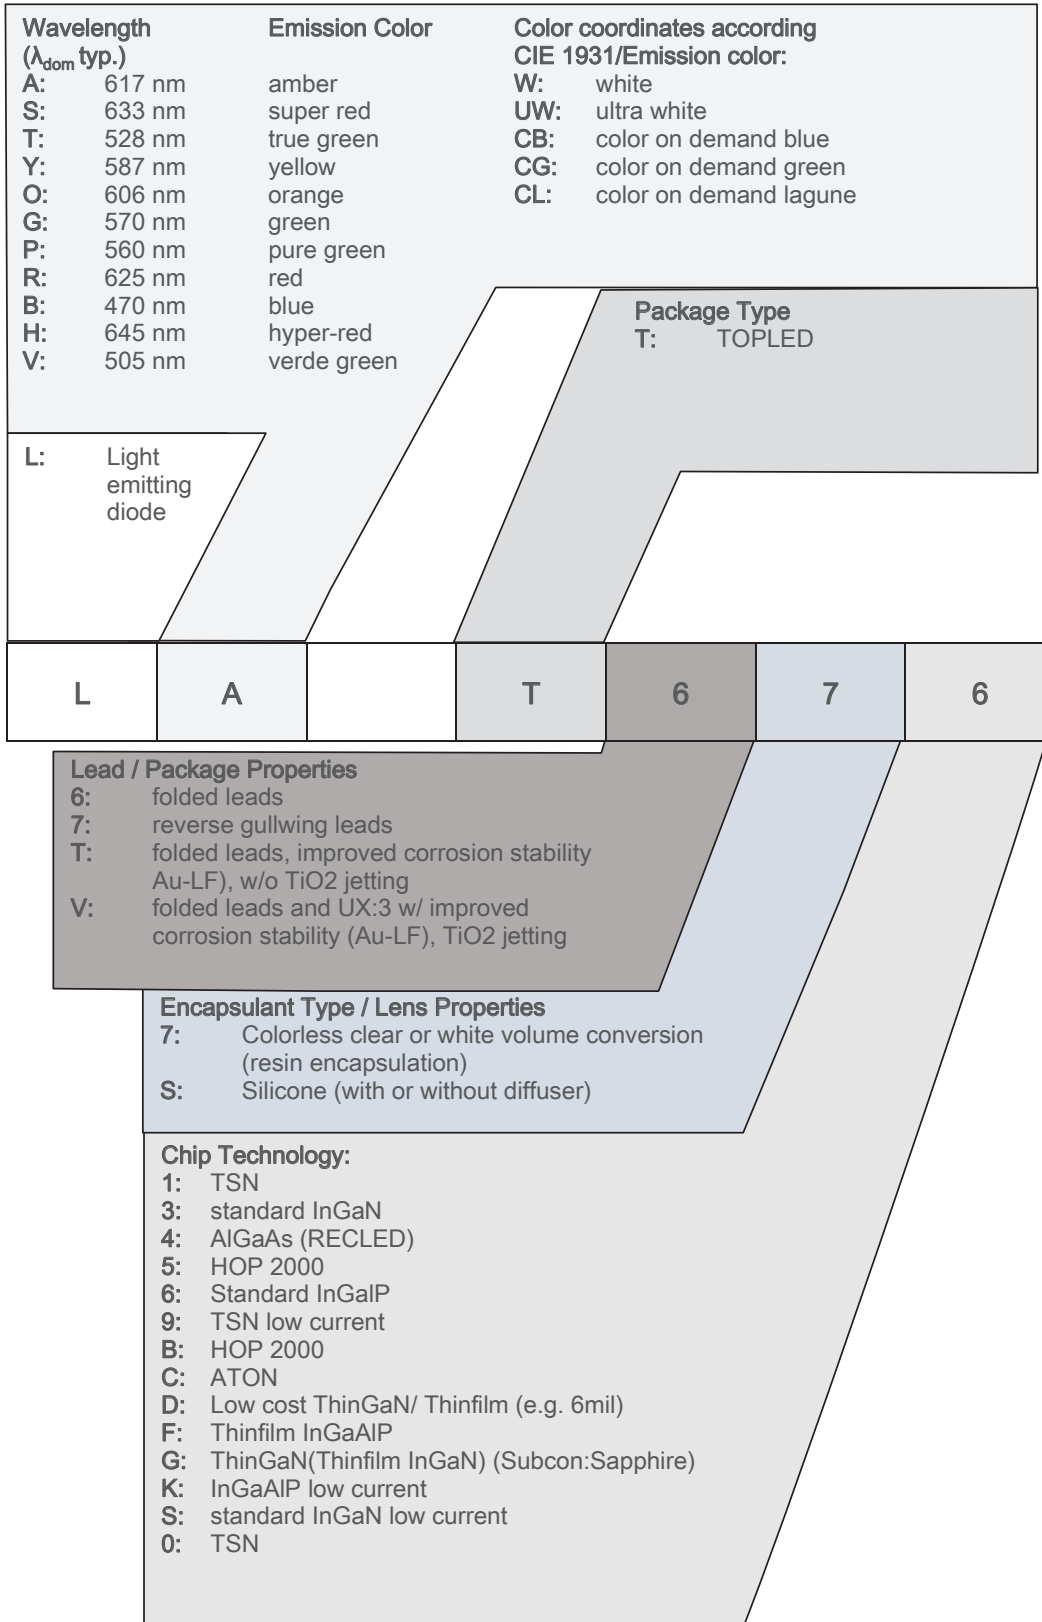 Wavelength Emission Color Color coordinates according
(λdom typ.) CIE 1931/Emission color:
A: 617 nm amber W: white
S: 633 nm super red UW: ultra white
T: 528 nm true green CB: color on demand blue
Y: 587 nm yellow CG: color on demand green
O: 606 nm orange CL: color on demand lagune
G: 570 nm green
P: 560 nm pure green
R: 625 nm red
B: 470 nm blue
H: 645 nm hyper-red
V: 505 nm verde green
Package Type
T: TOPLED
L: Light
emitting
diode
L A T 6 7 6
Lead / Package Properties
6: folded leads
7: reverse gullwing leads
T: folded leads, improved corrosion stability
Au-LF), w/o TiO2 jetting
V: folded leads and UX:3 w/ improved
corrosion stability (Au-LF), TiO2 jetting
Encapsulant Type / Lens Properties
7: Colorless clear or white volume conversion
(resin encapsulation)
S: Silicone (with or without diffuser)
Chip Technology:
1: TSN
3: standard InGaN
4: AlGaAs (RECLED)
5: HOP 2000
6: Standard InGalP
9: TSN low current
B: HOP 2000
C: ATON
D: Low cost ThinGaN/ Thinfilm (e.g. 6mil)
F: Thinfilm InGaAlP
G: ThinGaN(Thinfilm InGaN) (Subcon:Sapphire)
K: InGaAlP low current
S: standard InGaN low current
0: TSN